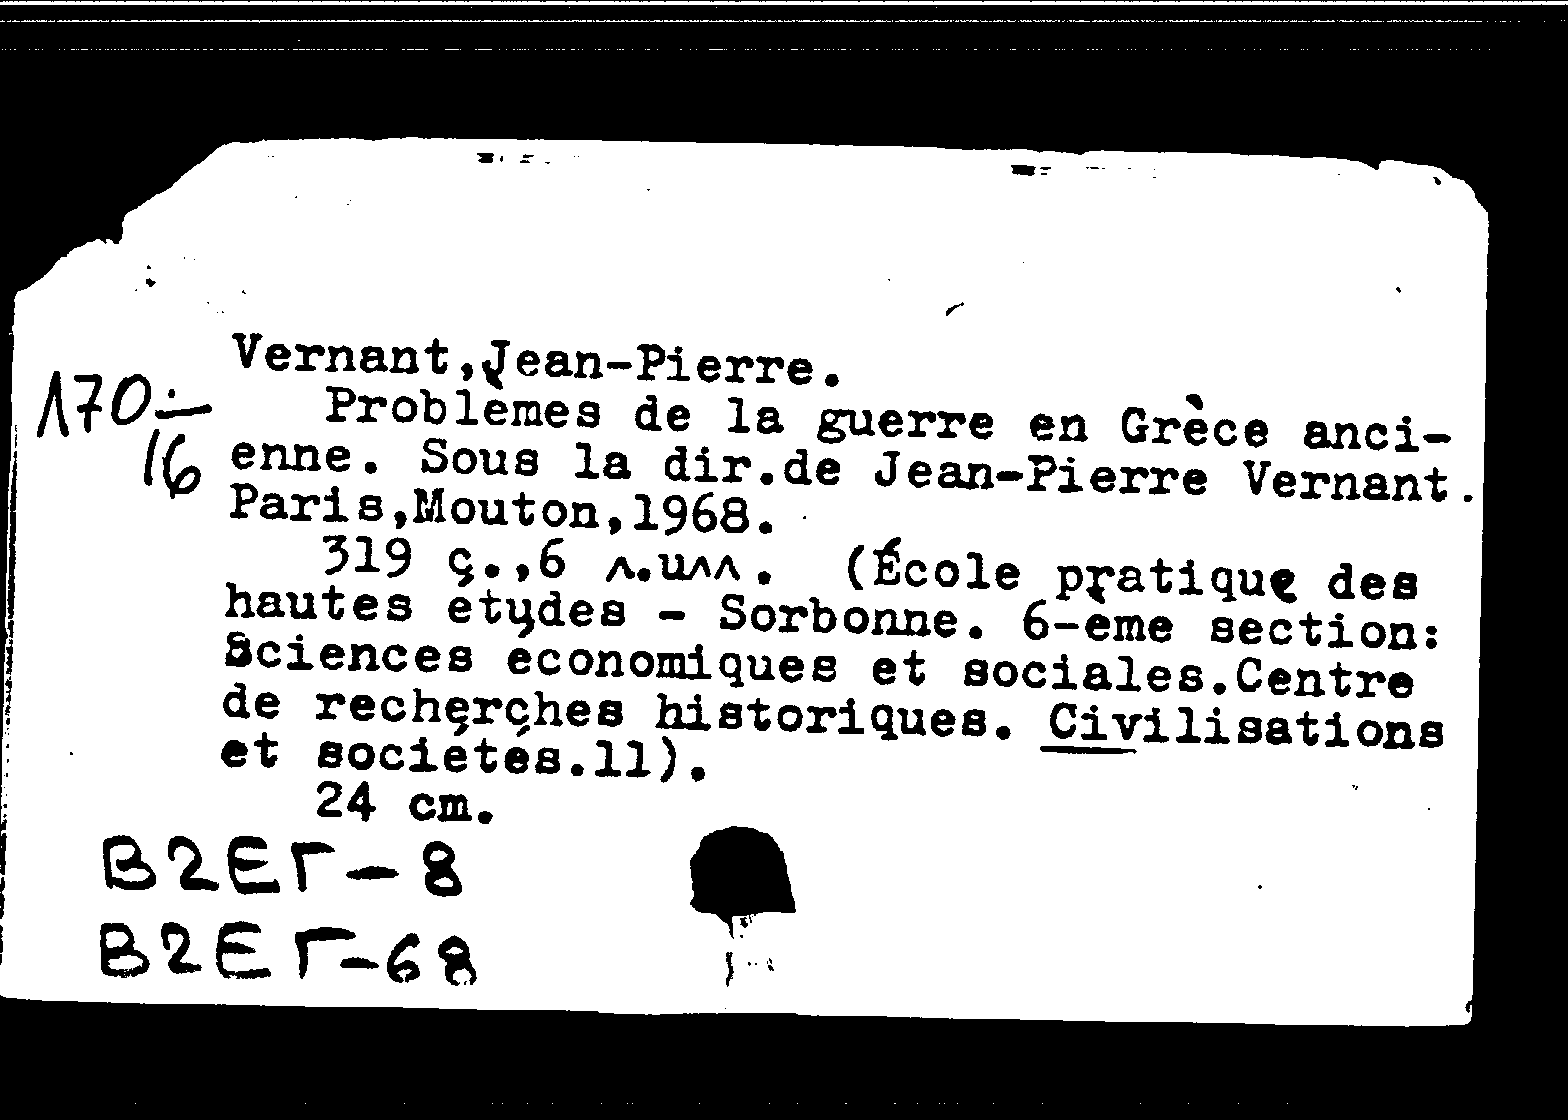 Vernant,Jean-Pierre.
170÷
16
Problemes de la guerre en Grèce anci-
enne. Sous la dir.de Jean-Pierre Vernant.
Paris,Mouton,1968.
319 ç.,6 ʌ.uʌʌ. (École pratique des
hautes etudes - Sorbonne. 6-eme section:
Sciences economiques et sociales.Centre
de recherches historiques. Civilisations
et sociétés.11).
24 cm.
B2EГ-8
B2EГ-68